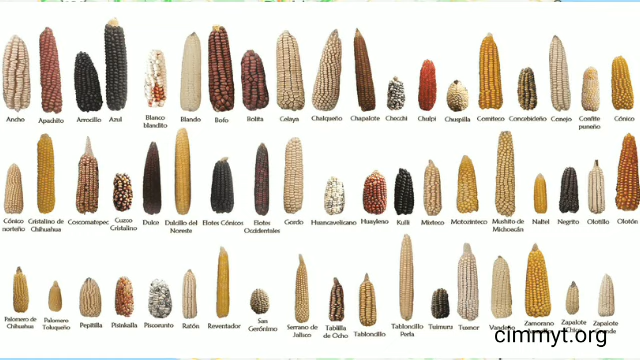 Ancho Apachito Arrocillo Azul Blanco blandito Blando Bofo Bolita Celaya Chalqueño Chapalote Checchi Chulpi Chuspilla Comiteco Concebideño Conejo Confite puneño Cónico
Cónico norteño Cristalino de Chihuahua Coscomatepec Cuzco Cristalino Dulce Dulcillo del Noreste Elotes Cónicos Elotes Occidentales Gordo Huancavelicano Huayleno Kulli Mixteco Motozinteco Mushito de Michoacán Naltel Negrito Olotillo Olotón
Palomero de Chihuahua Palomero Toluqueño Pepitilla Pisinkalla Piscorunto Ratón Reventador San Gerónimo Serrano de Jalisco Tablilla de Ocho Tabloncillo Tabloncillo Perla Tuimuru Tuxpeñ Vandeño Zamorano Zapalote Chico Zapalote Grande
cimmyt.org